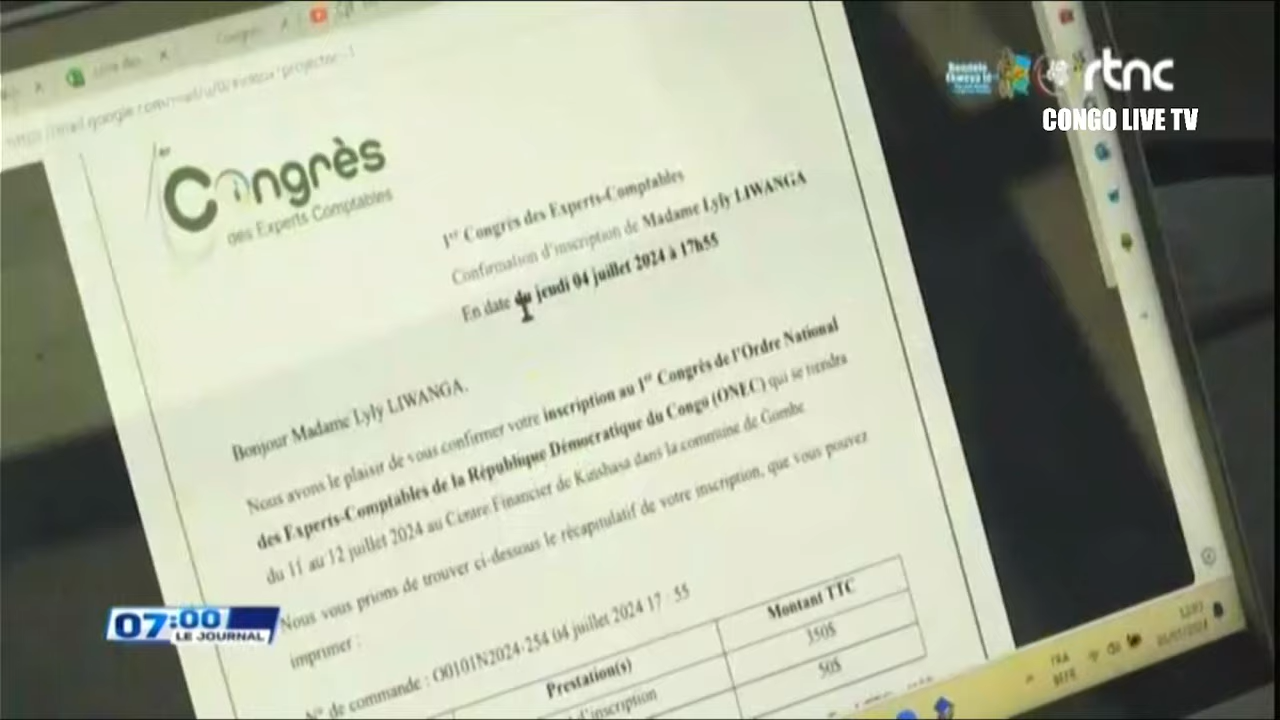 rtnc
CONGO LIVE TV
Congrès
des Experts Comptables
1er Congrès des Experts-Comptables
Confirmation d'inscription de Madame Lyly LIWANGA
En date du jeudi 04 juillet 2024 à 17h55
Bonjour Madame Lyly LIWANGA.
Nous avons le plaisir de vous confirmer votre inscription au 1er Congrès de l'Ordre National
des Experts-Comptables de la République Démocratique du Congo (ONEC) qui se tiendra
du 11 au 12 juillet 2024 au Centre Financier de Kinshasa dans la commune de Gombe
Nous vous prions de trouver ci-dessous le récapitulatif de votre inscription, que vous pouvez
imprimer :
N° de commande : O0101N2024-254 04 juillet 2024 17 : 55
Prestation(s) Montant TTC
350$
d'inscription 50$
07:00
LE JOURNAL
FRA